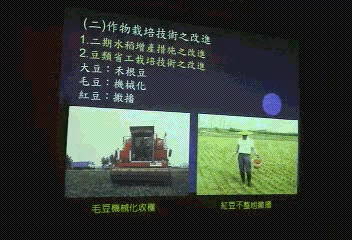 (二)作物栽培技術之改進
1.二期水稻增產措施之改進
2.豆類省工栽培技術之改進
大豆：禾根豆
毛豆：機械化
紅豆：撒播
毛豆機械化收穫
紅豆不整地撒播